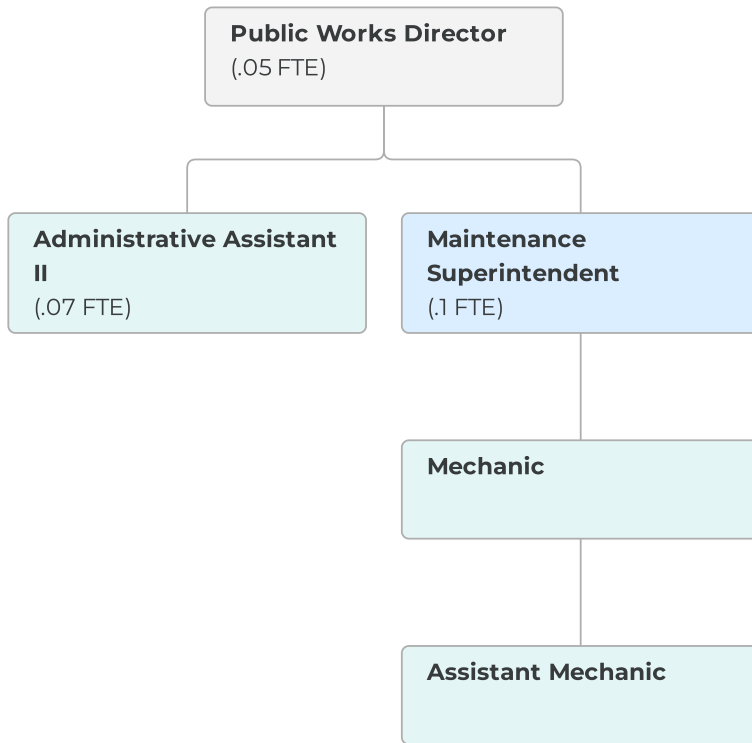 Public Works Director
(.05 FTE)
Administrative Assistant
II
(.07 FTE)
Maintenance
Superintendent
(.1 FTE)
Mechanic
Assistant Mechanic